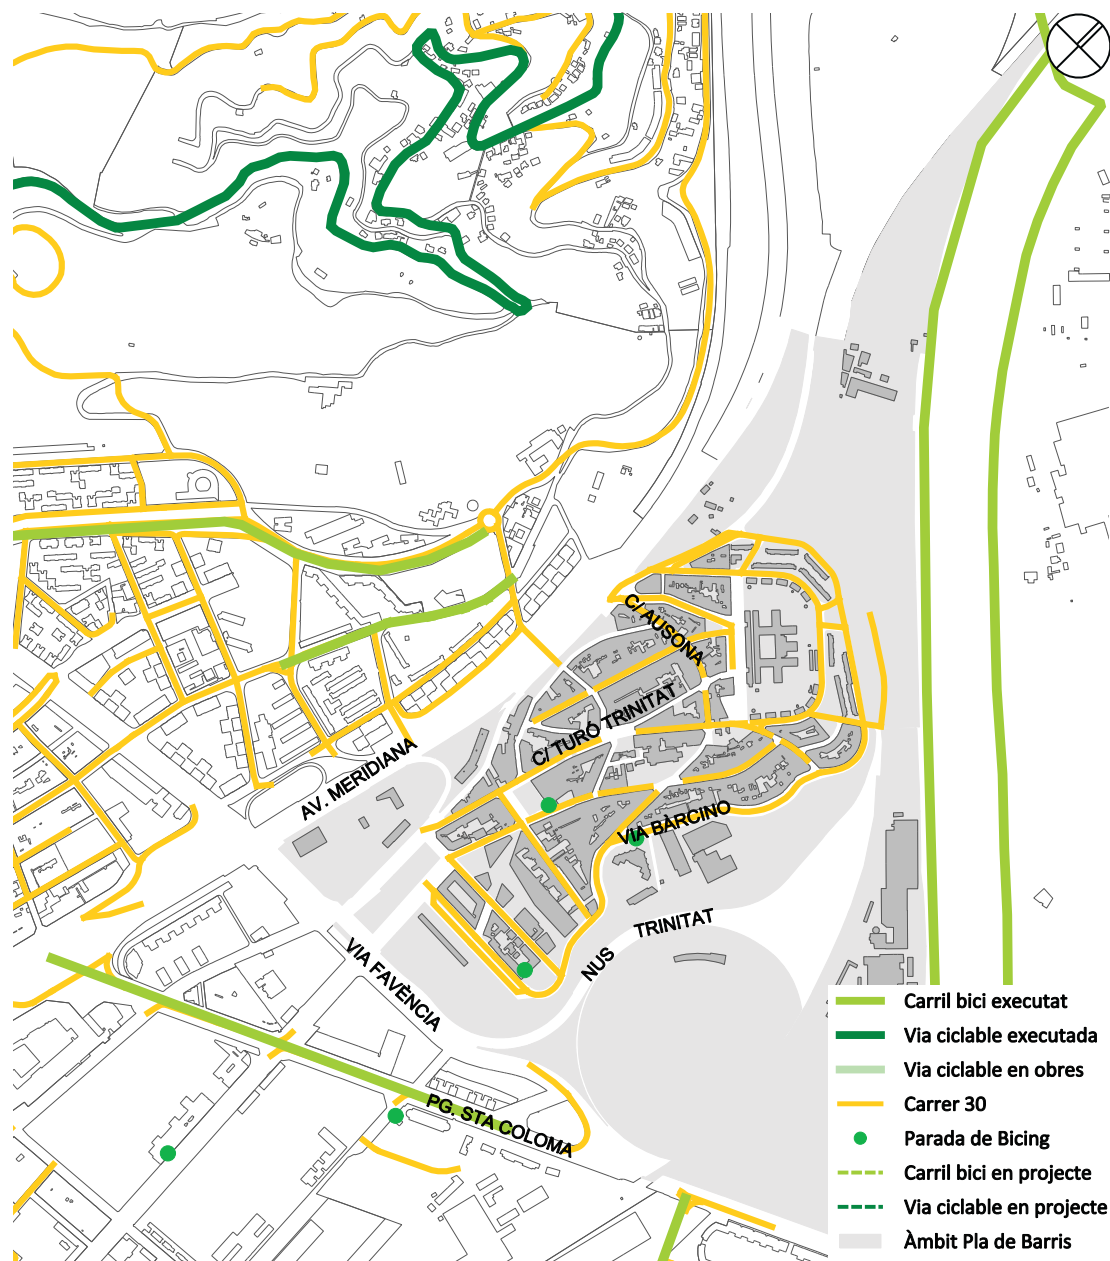 C/ AUSONA
C/ TURÓ TRINITAT
AV. MERIDIANA
VIA BÀRCINO
NUS
TRINITAT
VIA FAVÈNCIA
PG. STA COLOMA
Carril bici executat
Via ciclable executada
Via ciclable en obres
Carrer 30
Parada de Bicing
Carril bici en projecte
Via ciclable en projecte
Àmbit Pla de Barris